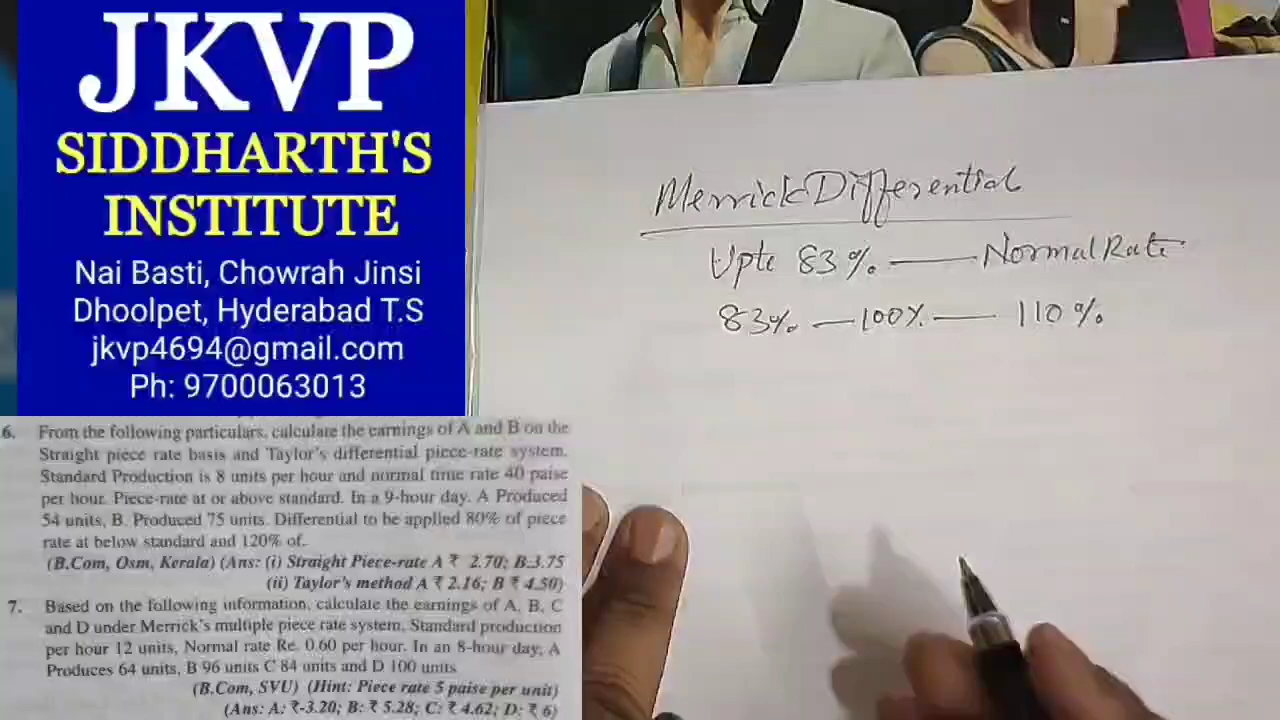 JKVP
SIDDHARTH'S
INSTITUTE
Nai Basti, Chowrah Jinsi
Dhoolpet, Hyderabad T.S
jkvp4694@gmail.com
Ph: 9700063013
6. From the following particulars, calculate the earnings of A and B on the
Straight piece rate basis and Taylor's differential piece-rate system.
Standard Production is 8 units per hour and normal time rate 40 paise
per hour. Piece-rate at or above standard. In a 9-hour day. A Produced
54 units, B. Produced 75 units. Differential to be applled 80% of piece
rate at below standard and 120% of.
(B.Com, Osm, Kerala) (Ans: (i) Straight Piece-rate A ₹ 2.70; B:3.75
(ii) Taylor's method A ₹ 2.16; B ₹ 4.50)
7. Based on the following information, calculate the earnings of A, B, C
and D under Merrick's multiple piece rate system. Standard production
per hour 12 units, Normal rate Re. 0.60 per hour. In an 8-hour day, A
Produces 64 units, B 96 units C 84 units and D 100 units
(B.Com, SVU) (Hint: Piece rate 5 paise per unit)
(Ans: A: ₹-3.20; B: ₹ 5.28; C: ₹ 4.62; D: ₹ 6)
Merrick Differential
Upto 83% — Normal Rate
83% — 100% — 110%